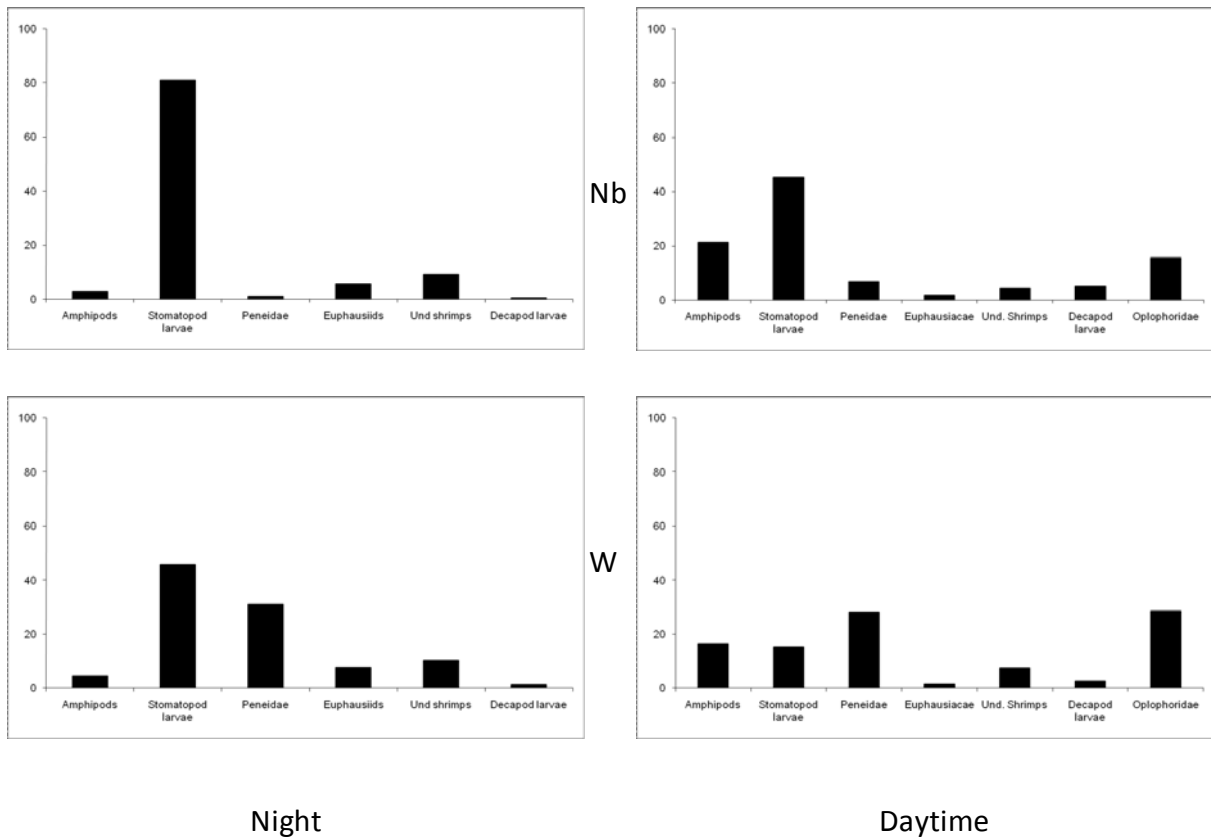 100
80
60
40
20
0
Amphipods Stomatopod Peneidae Euphausiids Und shrimps Decapod larvae
larvae
Nb
100
80
60
40
20
0
Amphipods Stomatopod Peneidae Euphausiacae Und. Shrimps Decapod Oplophoridae
larvae larvae
100
80
60
40
20
0
Amphipods Stomatopod Peneidae Euphausiids Und shrimps Decapod larvae
larvae
W
100
80
60
40
20
0
Amphipods Stomatopod Peneidae Euphausiacae Und. Shrimps Decapod Oplophoridae
larvae larvae
Night Daytime